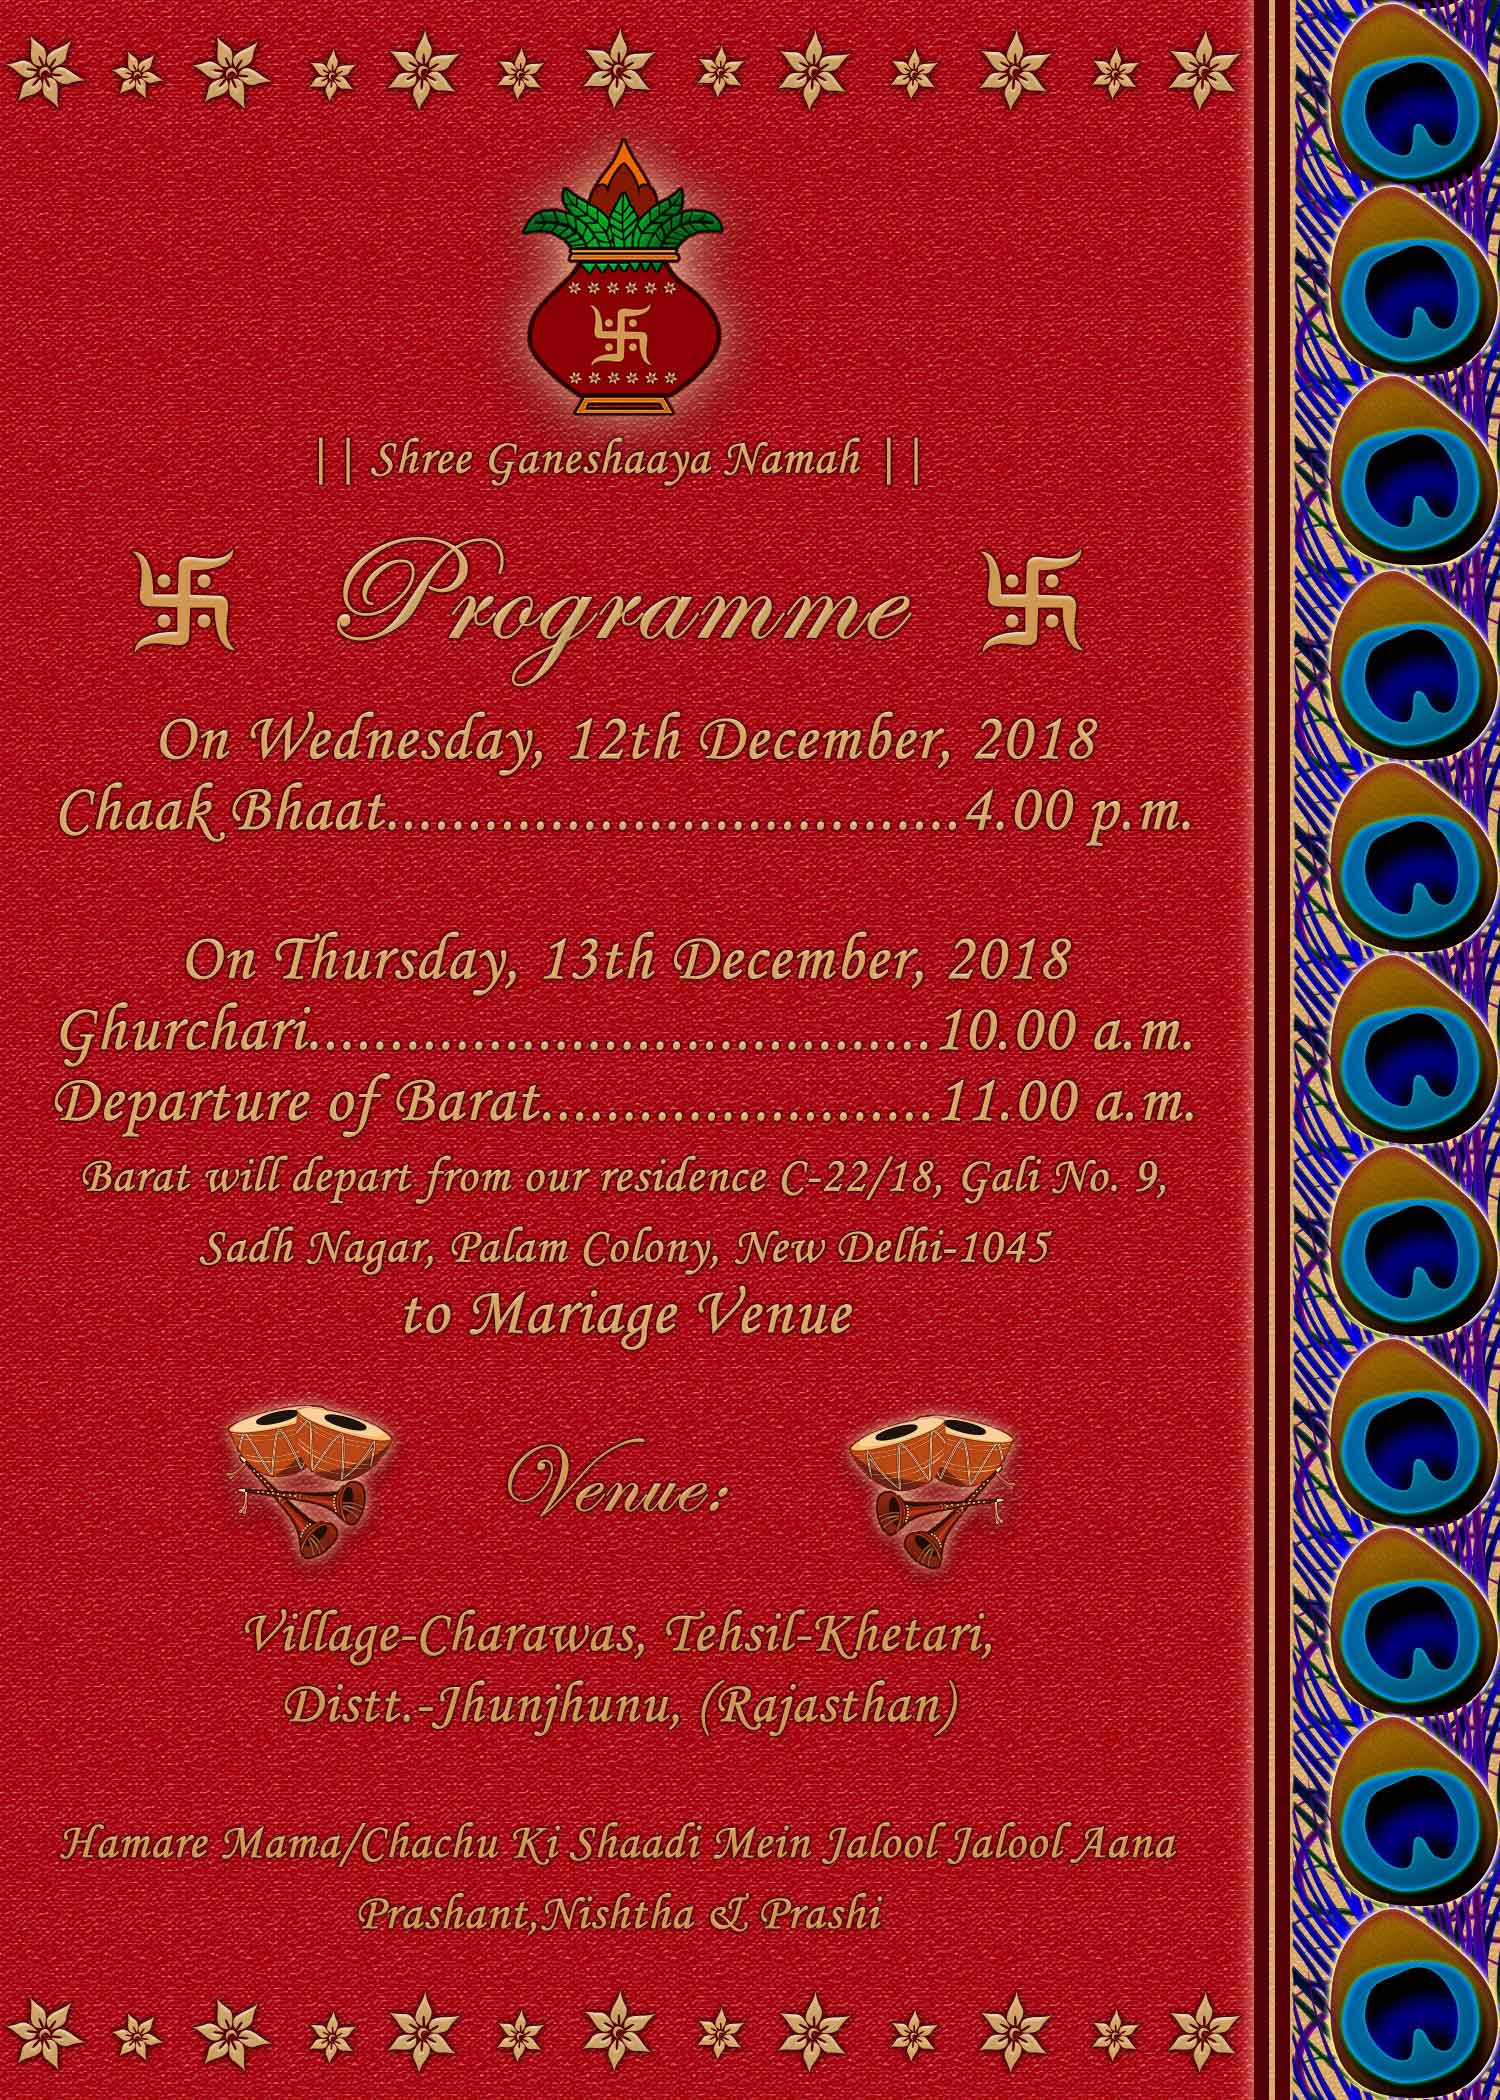 || Shree Ganeshaaya Namah ||
Programme
On Wednesday, 12th December, 2018
Chaak Bhaat...................................4.00 p.m.
On Thursday, 13th December, 2018
Ghurchari......................................10.00 a.m.
Departure of Barat........................11.00 a.m.
Barat will depart from our residence C-22/18, Gali No. 9,
Sadh Nagar, Palam Colony, New Delhi-1045
to Mariage Venue
Venue:
Village-Charawas, Tehsil-Khetari,
Distt.-Jhunjhunu, (Rajasthan)
Hamare Mama/Chachu Ki Shaadi Mein Jalool Jalool Aana
Prashant,Nishtha & Prashi